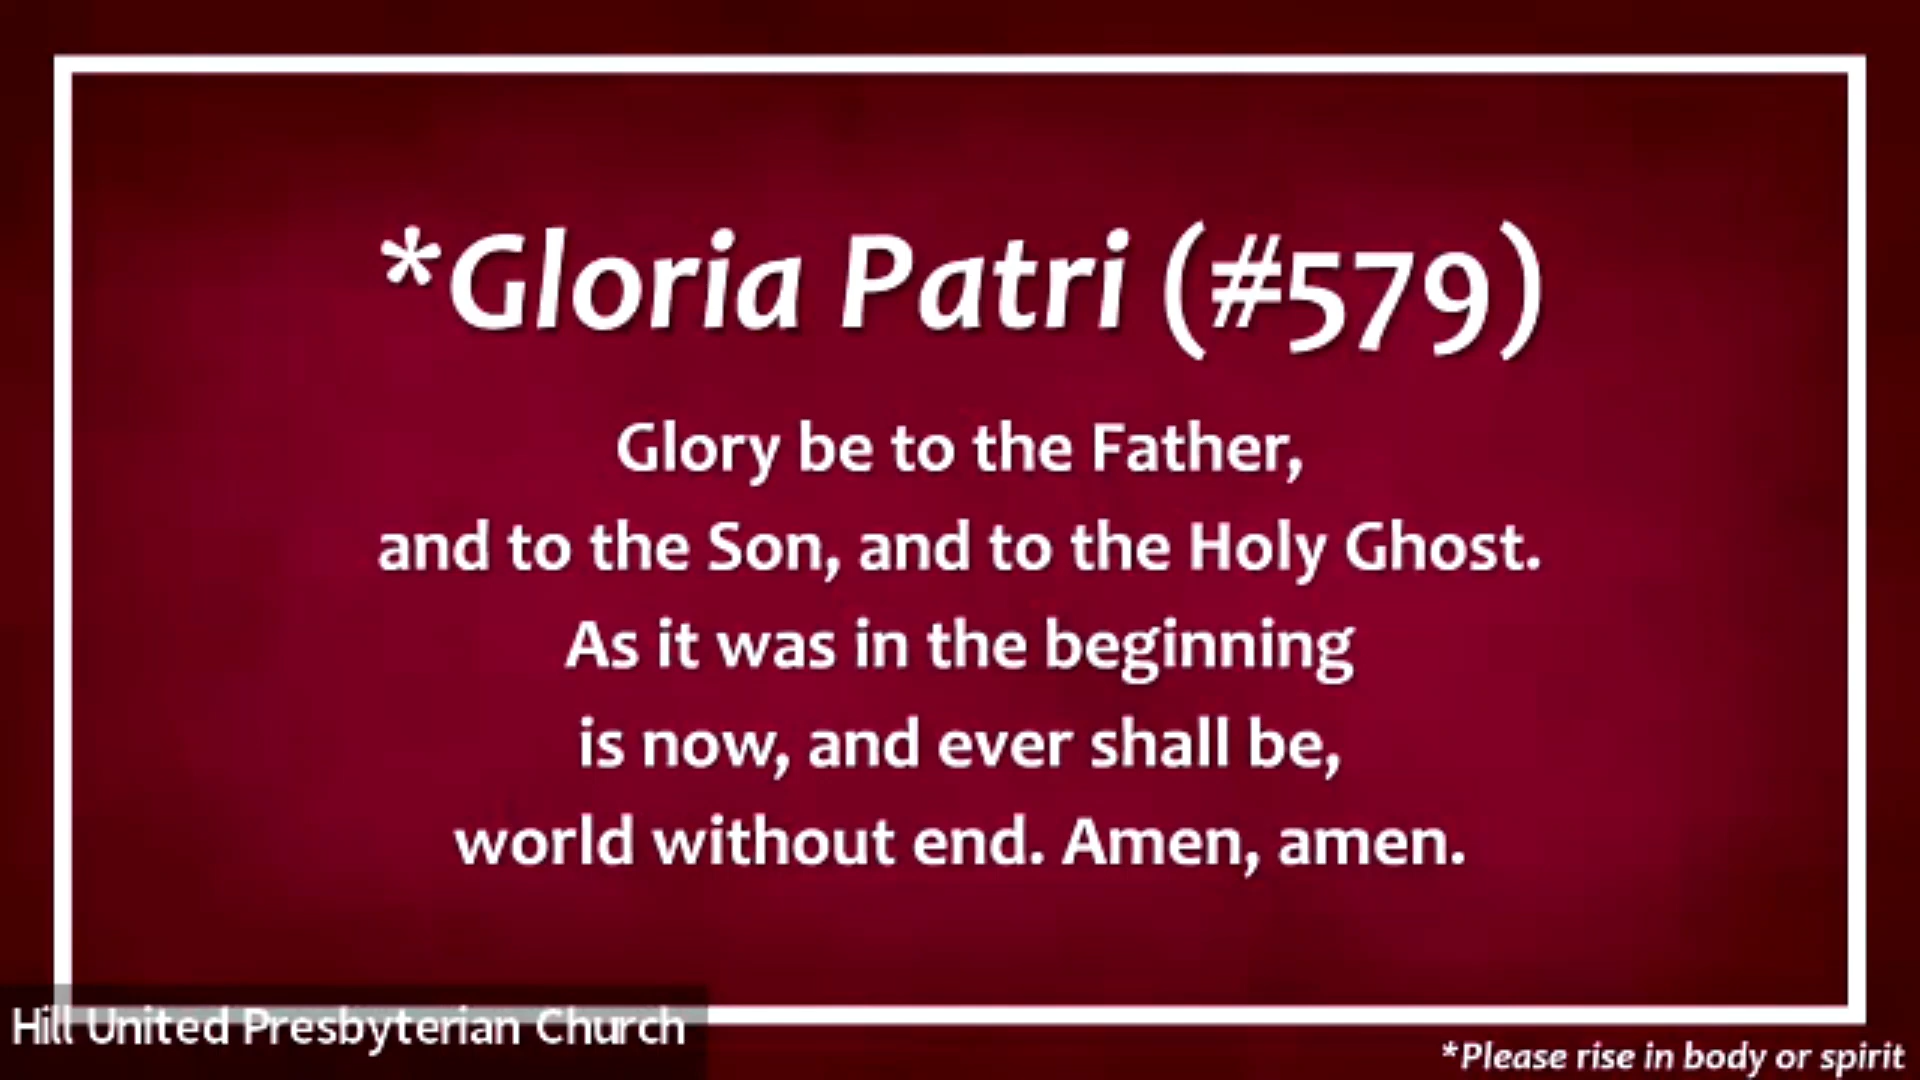 *Gloria Patri (#579)
Glory be to the Father,
and to the Son, and to the Holy Ghost.
As it was in the beginning
is now, and ever shall be,
world without end. Amen, amen.
Hill United Presbyterian Church
*Please rise in body or spirit